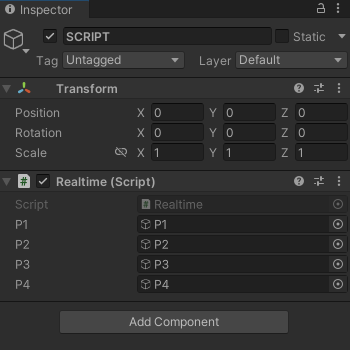 Inspector
SCRIPT Static
Tag Untagged Layer Default
Transform
Position X 0 Y 0 Z 0
Rotation X 0 Y 0 Z 0
Scale X 1 Y 1 Z 1
# Realtime (Script)
Script # Realtime
P1 P1
P2 P2
P3 P3
P4 P4
Add Component